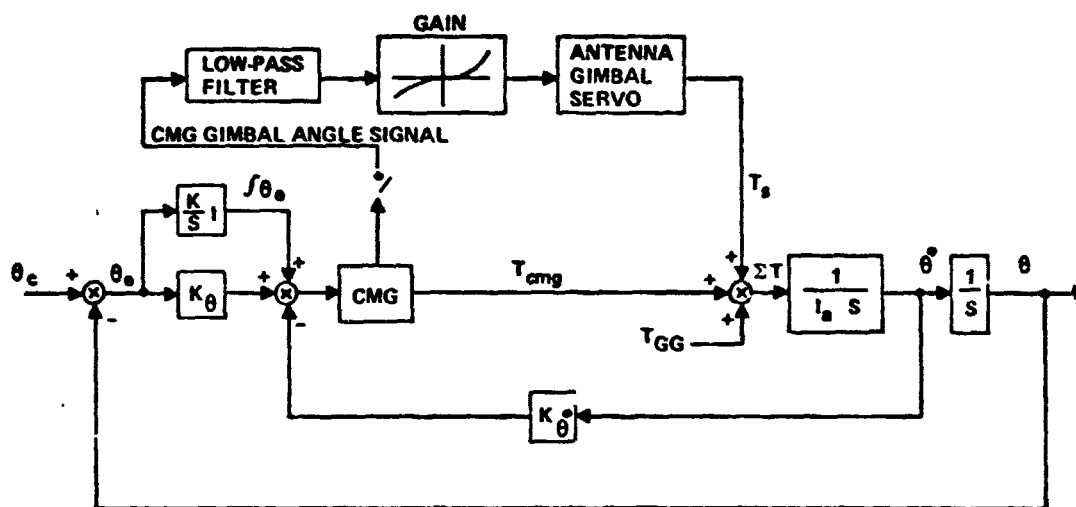 GAIN
LOW-PASS
FILTER
ANTENNA
GIMBAL
SERVO
CMG GIMBAL ANGLE SIGNAL
T_s
K/S I
∫θ_e
θ_c
+
-
θ_e
K_θ
+
+
-
CMG
T_cmg
+
+
+
ΣT
T_GG
1/(I_a S)
θ̇
1/S
θ
K_θ̇